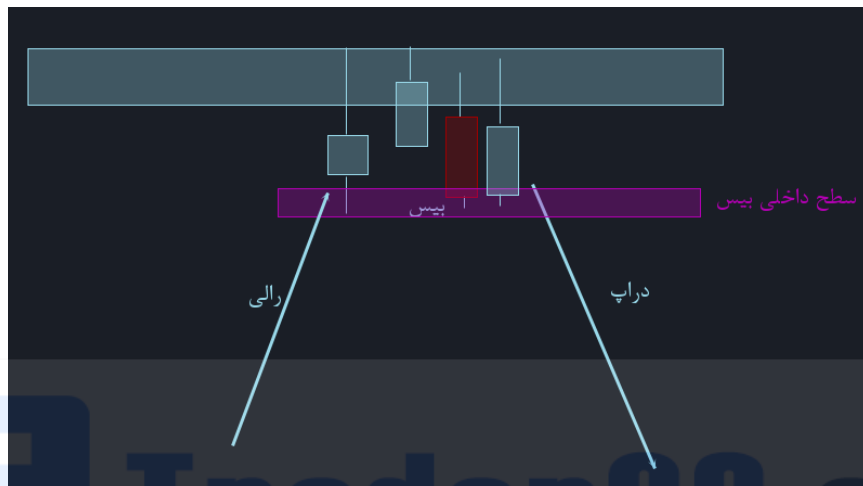 سطح داخلی بیس
بیس
رالی
دراپ